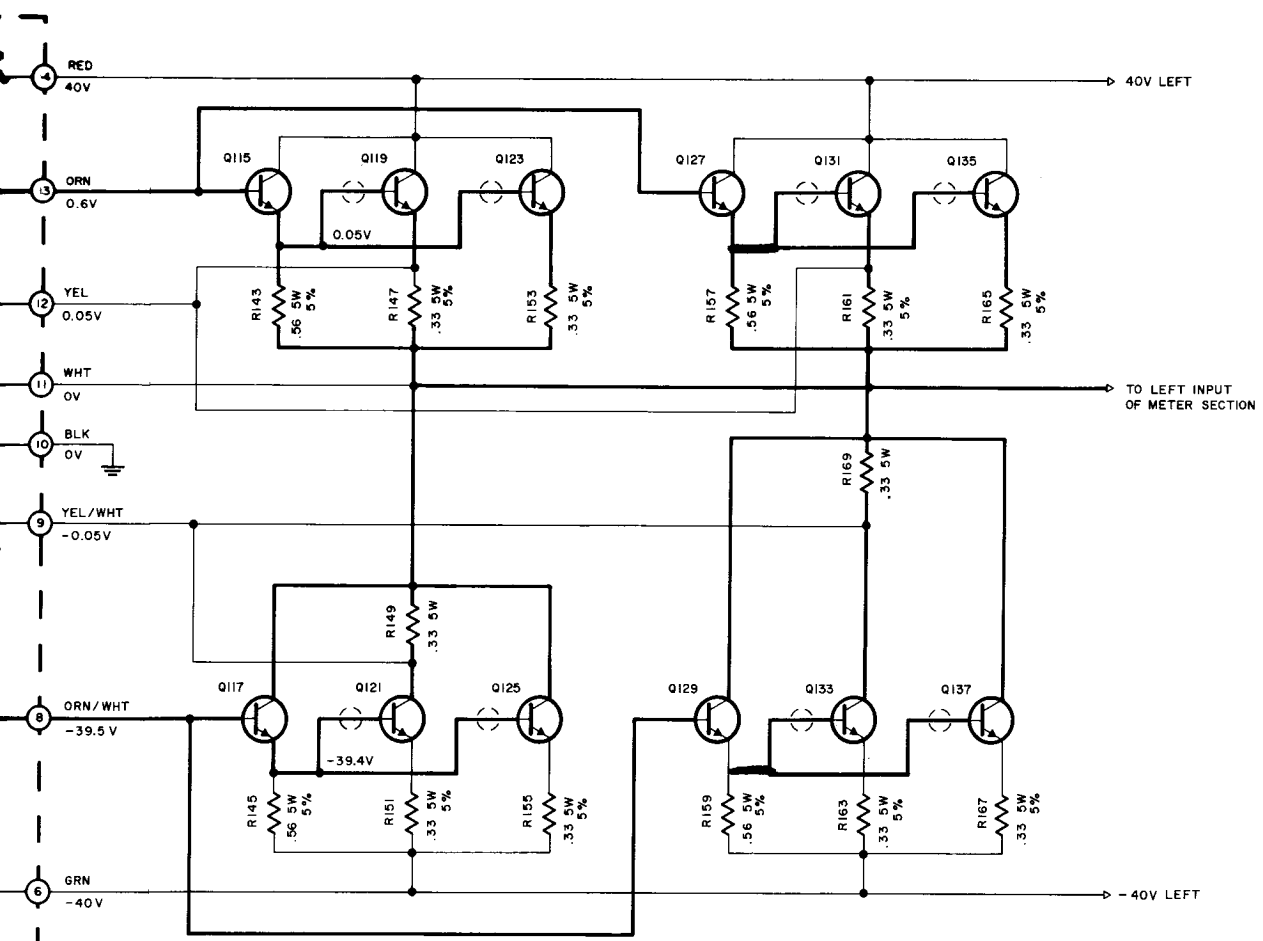 4
RED
40V
40V LEFT
Q115
Q119
Q123
Q127
Q131
Q135
13
ORN
0.6V
0.05V
12
YEL
0.05V
R143
.56 5W
5%
R147
.33 5W
5%
R153
.33 5W
5%
R157
.56 5W
5%
R161
.33 5W
5%
R165
.33 5W
5%
11
WHT
0V
TO LEFT INPUT
OF METER SECTION
10
BLK
0V
R169
.33 5W
9
YEL/WHT
-0.05V
R149
.33 5W
Q117
Q121
Q125
Q129
Q133
Q137
8
ORN/WHT
-39.5V
-39.4V
R145
.56 5W
5%
R151
.33 5W
5%
R155
.33 5W
5%
R159
.56 5W
5%
R163
.33 5W
5%
R167
.33 5W
5%
6
GRN
-40V
-40V LEFT